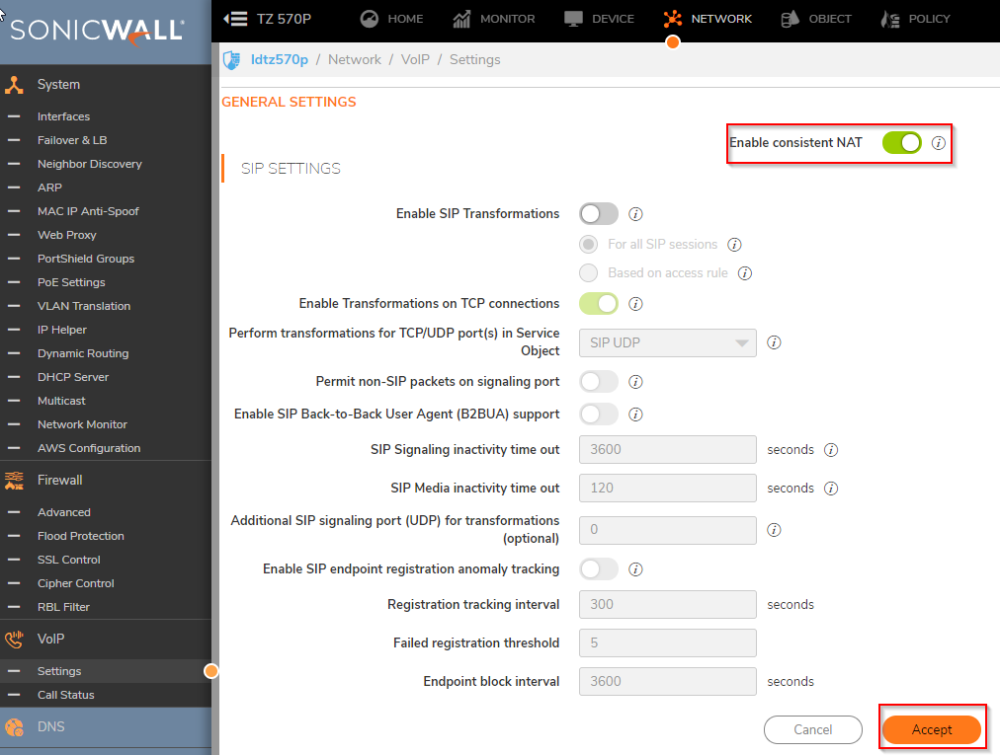 SONICWALL
TZ 570P
HOME
MONITOR
DEVICE
NETWORK
OBJECT
POLICY
ldtz570p / Network / VoIP / Settings
System
Interfaces
Failover & LB
Neighbor Discovery
ARP
MAC IP Anti-Spoof
Web Proxy
PortShield Groups
PoE Settings
VLAN Translation
IP Helper
Dynamic Routing
DHCP Server
Multicast
Network Monitor
AWS Configuration
Firewall
Advanced
Flood Protection
SSL Control
Cipher Control
RBL Filter
VoIP
Settings
Call Status
DNS
GENERAL SETTINGS
Enable consistent NAT
SIP SETTINGS
Enable SIP Transformations
For all SIP sessions
Based on access rule
Enable Transformations on TCP connections
Perform transformations for TCP/UDP port(s) in Service
Object
SIP UDP
Permit non-SIP packets on signaling port
Enable SIP Back-to-Back User Agent (B2BUA) support
SIP Signaling inactivity time out 3600 seconds
SIP Media inactivity time out 120 seconds
Additional SIP signaling port (UDP) for transformations
(optional)
0
Enable SIP endpoint registration anomaly tracking
Registration tracking interval 300 seconds
Failed registration threshold 5
Endpoint block interval 3600 seconds
Cancel
Accept